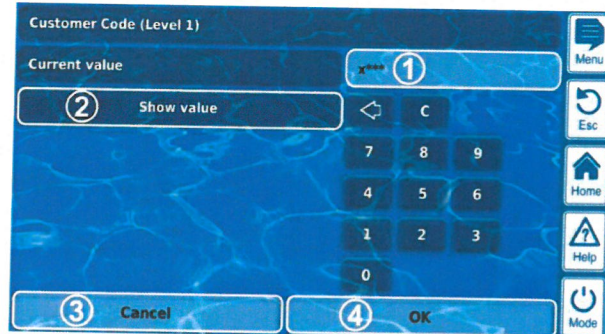 Customer Code (Level 1)
Current value
x*** ①
② Show value
C
7 8 9
4 5 6
1 2 3
0
③ Cancel
④ OK
Menu
Esc
Home
? Help
Mode